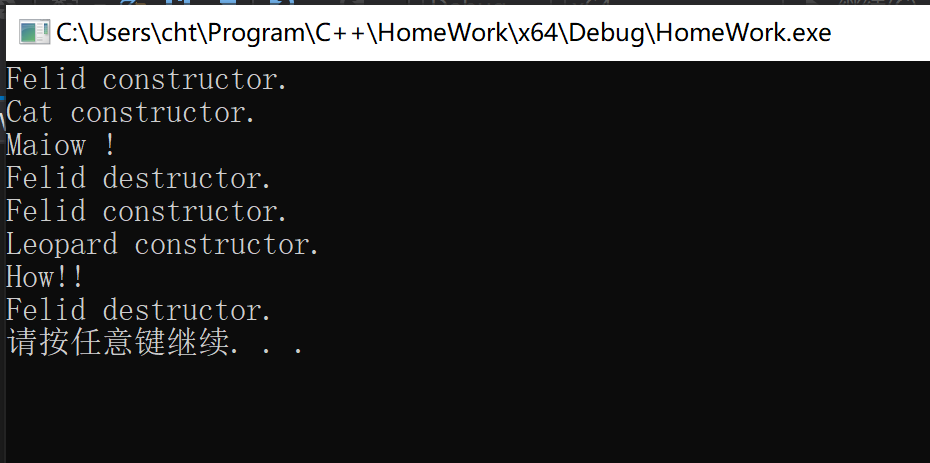 C:\Users\cht\Program\C++\HomeWork\x64\Debug\HomeWork.exe
Felid constructor.
Cat constructor.
Maiow !
Felid destructor.
Felid constructor.
Leopard constructor.
How!!
Felid destructor.
请按任意键继续. . .